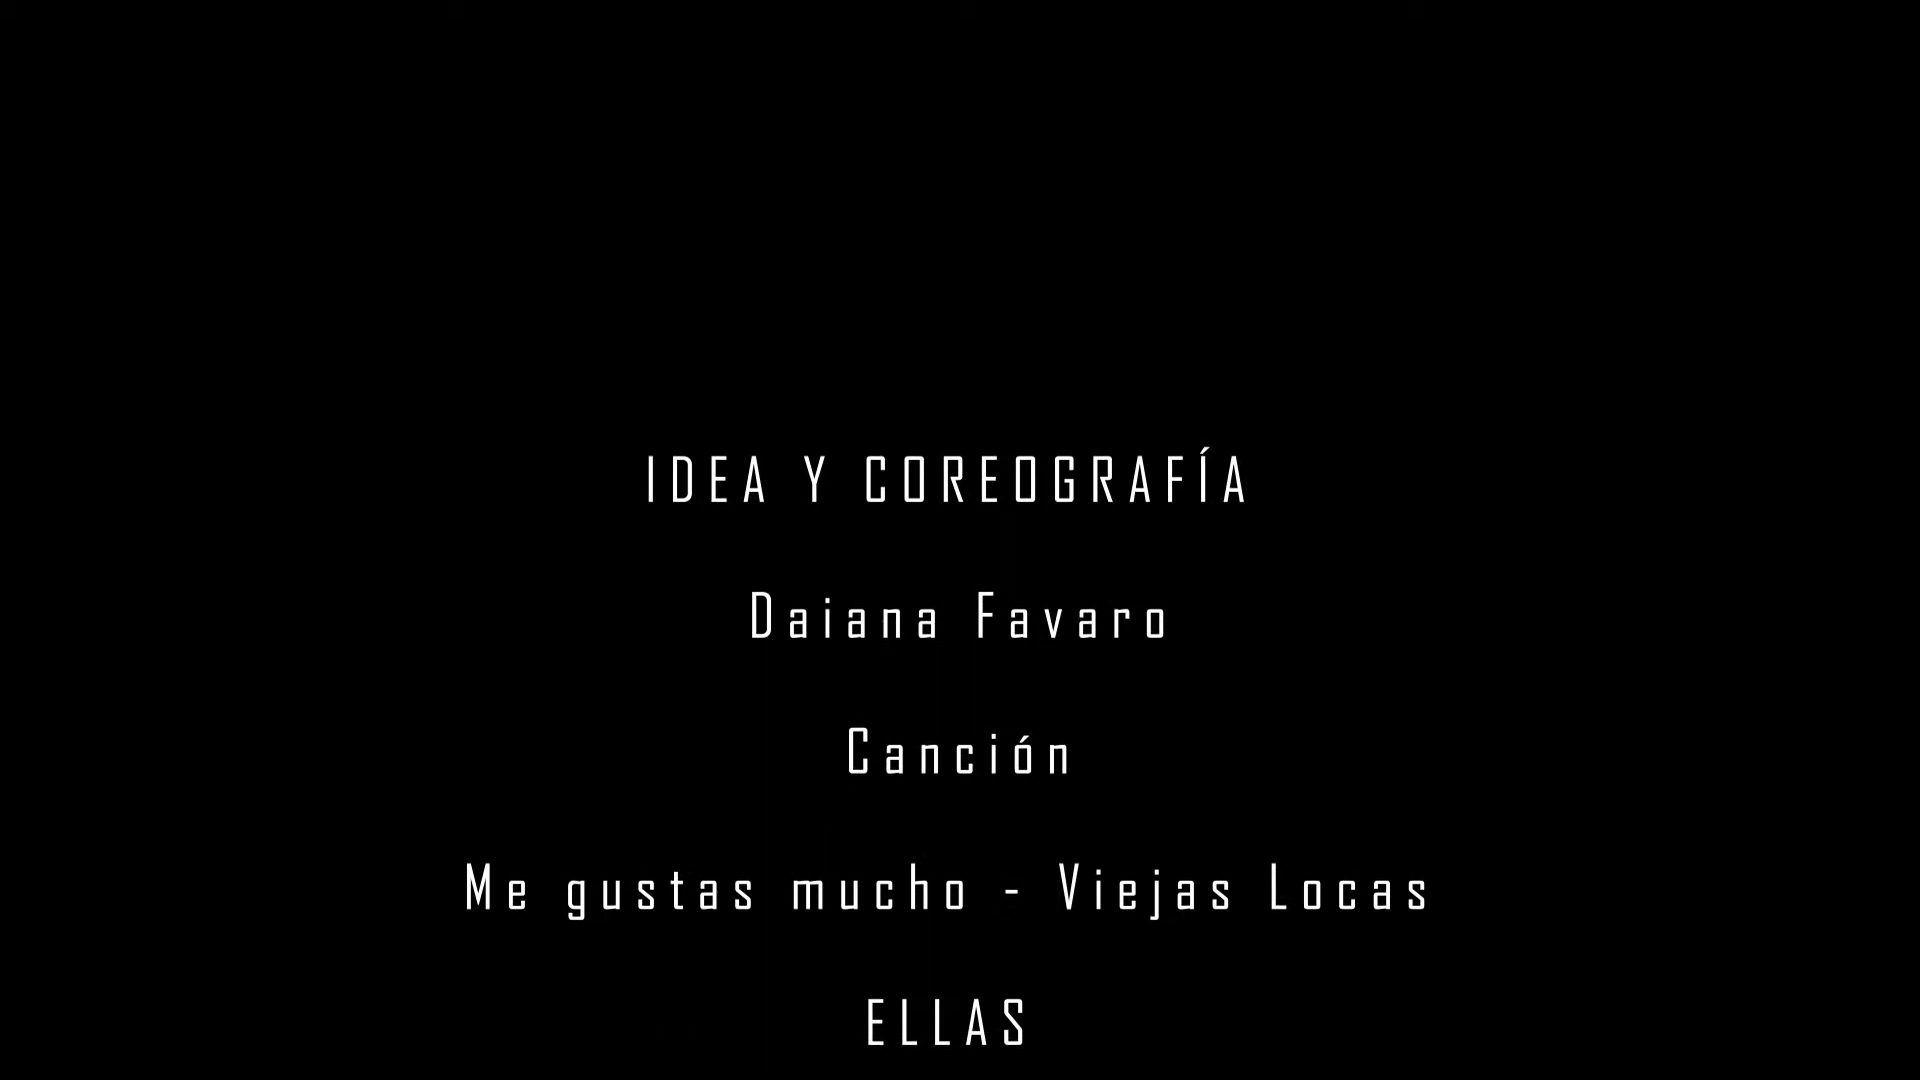 IDEA Y COREOGRAFÍA
Daiana Favaro
Canción
Me gustas mucho - Viejas Locas
ELLAS